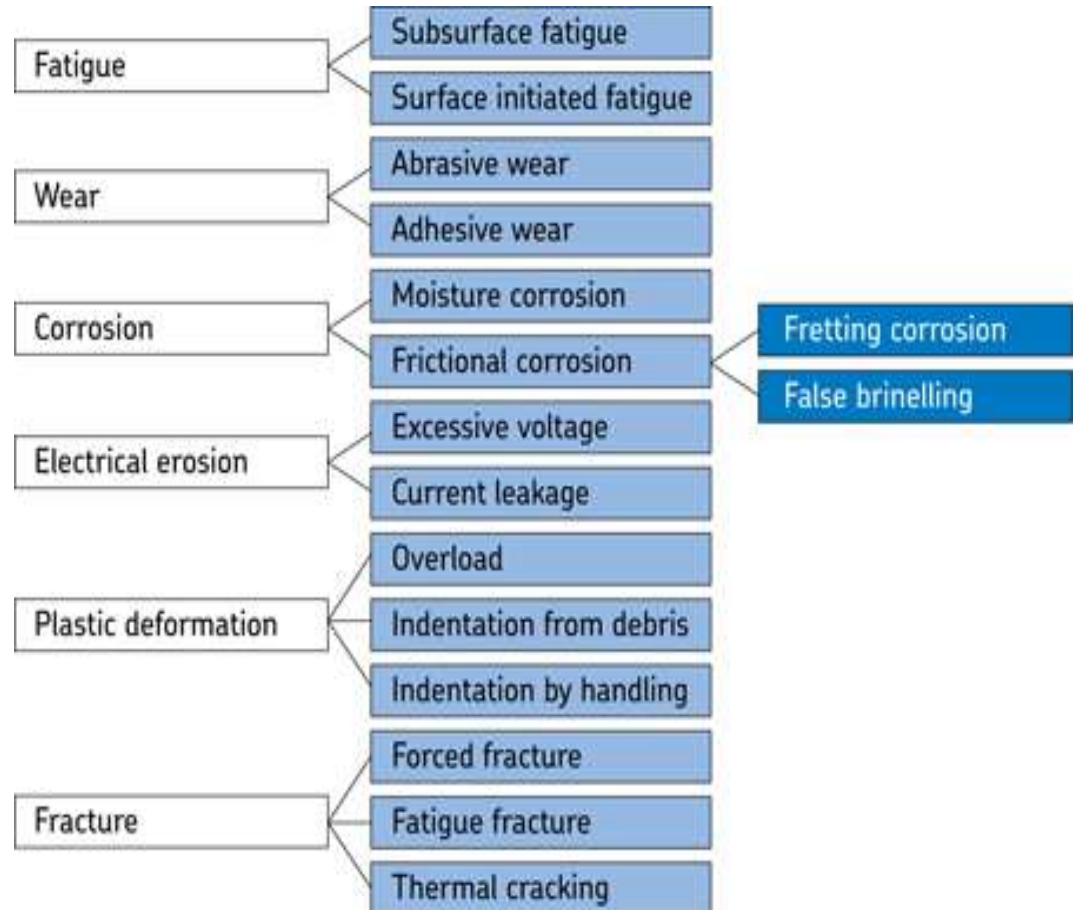 Fatigue
Subsurface fatigue
Surface initiated fatigue
Wear
Abrasive wear
Adhesive wear
Corrosion
Moisture corrosion
Frictional corrosion
Fretting corrosion
False brinelling
Electrical erosion
Excessive voltage
Current leakage
Plastic deformation
Overload
Indentation from debris
Indentation by handling
Fracture
Forced fracture
Fatigue fracture
Thermal cracking